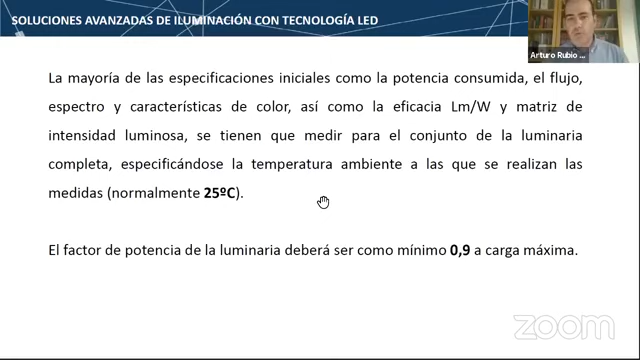 SOLUCIONES AVANZADAS DE ILUMINACIÓN CON TECNOLOGÍA LED
Arturo Rubio ...
La mayoría de las especificaciones iniciales como la potencia consumida, el flujo,
espectro y características de color, así como la eficacia Lm/W y matriz de
intensidad luminosa, se tienen que medir para el conjunto de la luminaria
completa, especificándose la temperatura ambiente a las que se realizan las
medidas (normalmente 25ºC).
El factor de potencia de la luminaria deberá ser como mínimo 0,9 a carga máxima.
zoom